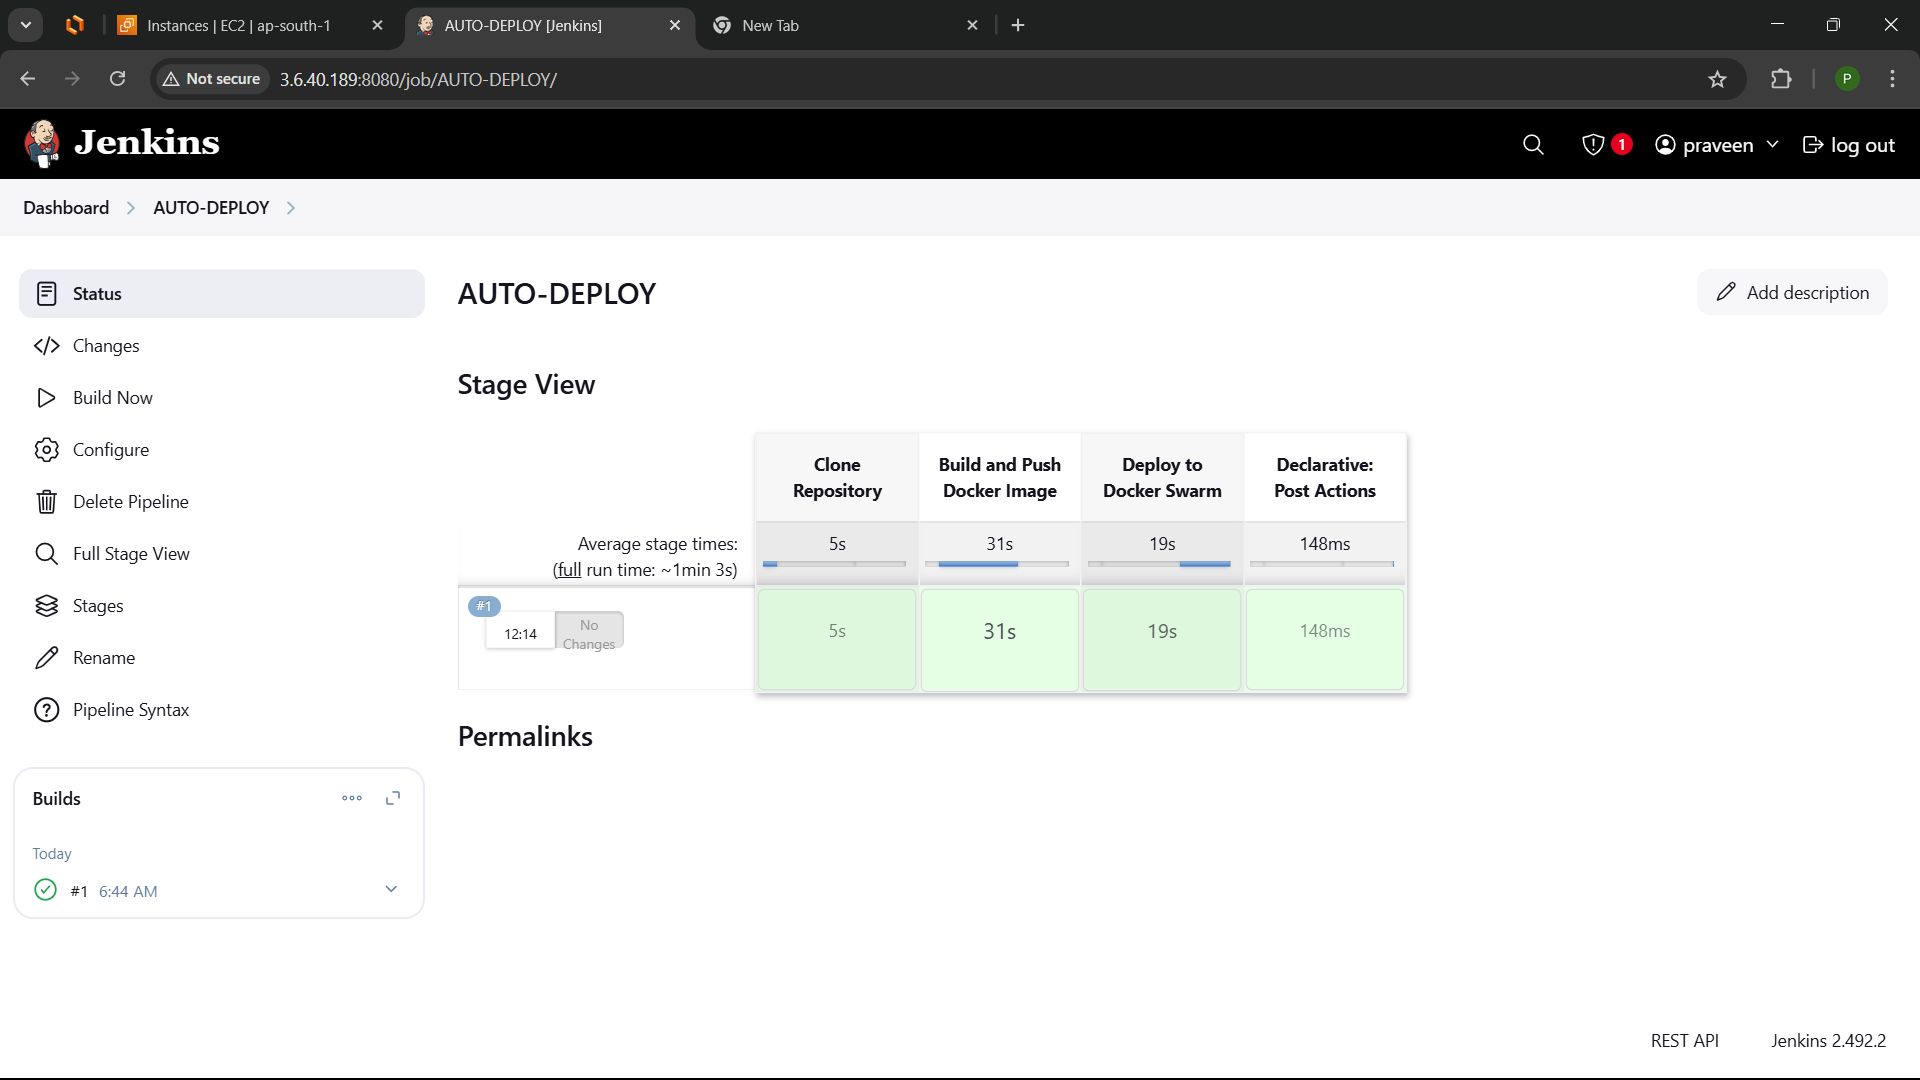 Instances | EC2 | ap-south-1
AUTO-DEPLOY [Jenkins]
New Tab
Not secure
3.6.40.189:8080/job/AUTO-DEPLOY/
P
Jenkins
1
praveen
log out
Dashboard
AUTO-DEPLOY
Status
Changes
Build Now
Configure
Delete Pipeline
Full Stage View
Stages
Rename
Pipeline Syntax
Builds
Today
#1 6:44 AM
AUTO-DEPLOY
Add description
Stage View
Clone
Repository
Build and Push
Docker Image
Deploy to
Docker Swarm
Declarative:
Post Actions
Average stage times:
(full run time: ~1min 3s)
5s
31s
19s
148ms
#1
12:14
No
Changes
5s
31s
19s
148ms
Permalinks
REST API
Jenkins 2.492.2